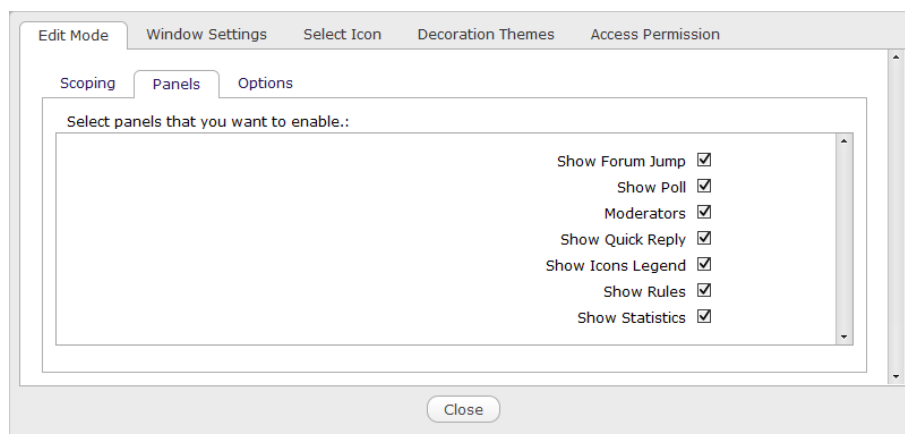 Edit Mode Window Settings Select Icon Decoration Themes Access Permission
Scoping Panels Options
Select panels that you want to enable.:
Show Forum Jump
Show Poll
Moderators
Show Quick Reply
Show Icons Legend
Show Rules
Show Statistics
Close